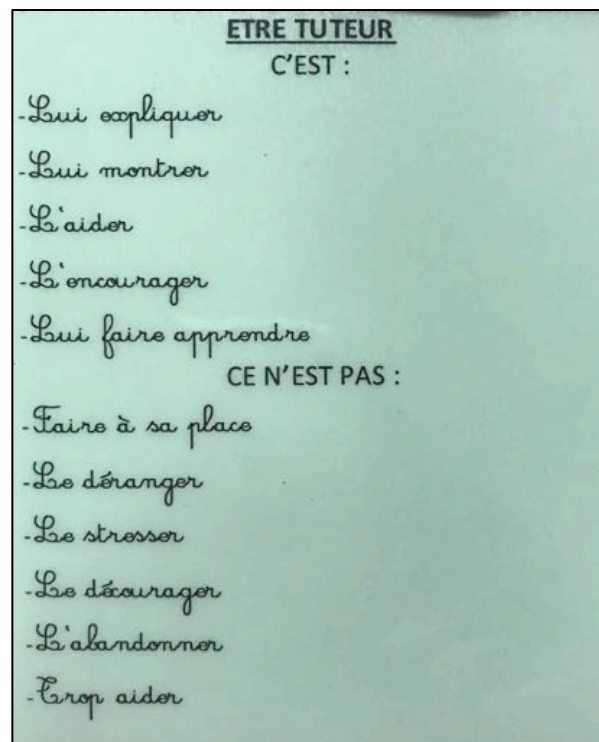 ETRE TUTEUR
C'EST :
-Lui expliquer
-Lui montrer
-L'aider
-L'encourager
-Lui faire apprendre
CE N'EST PAS :
-Faire à sa place
-Le déranger
-Le stresser
-Le décourager
-L'abandonner
-Trop aider